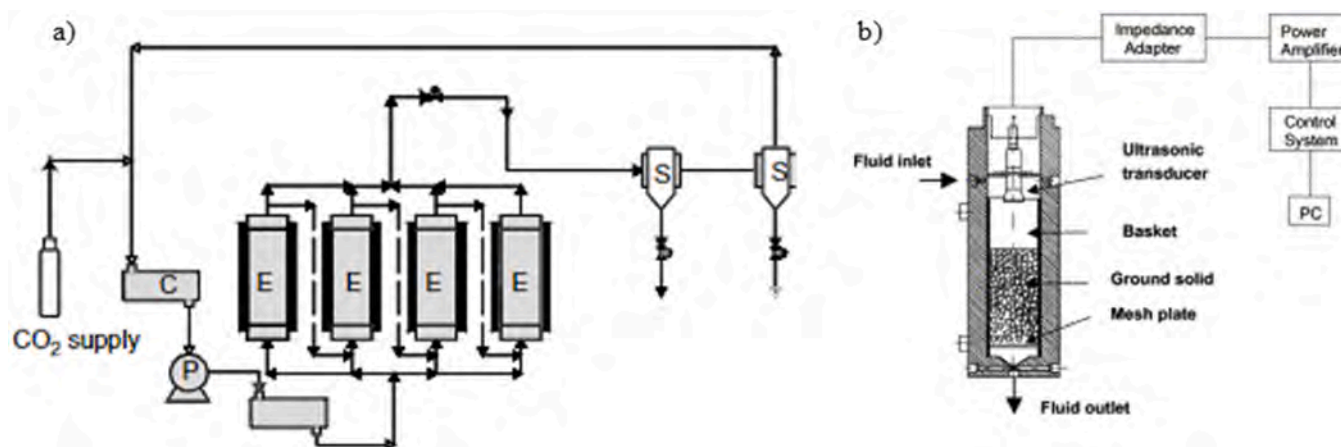 a)
CO₂ supply
C
P
E
E
E
E
S
S
b)
Impedance
Adapter
Power
Amplifier
Control
System
PC
Fluid inlet
Ultrasonic
transducer
Basket
Ground solid
Mesh plate
Fluid outlet